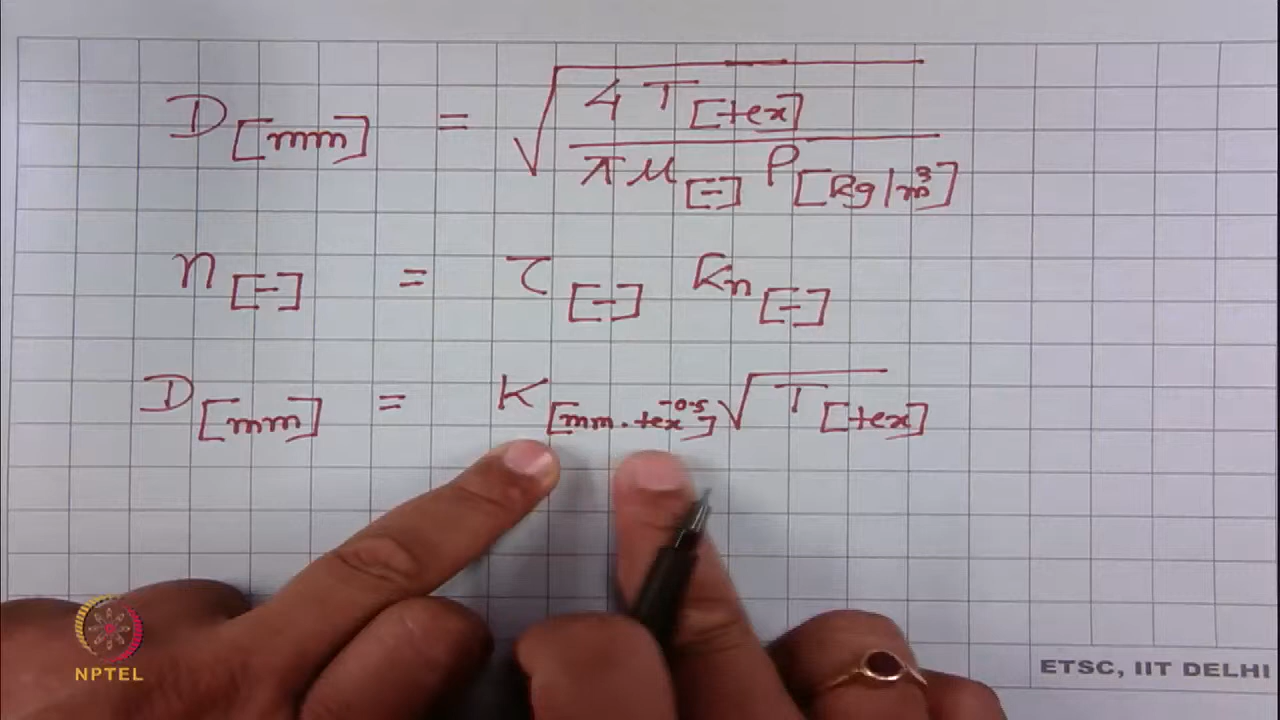 D[mm] = √(4 T[tex] / π μ[-] ρ[kg/m³])
n[-] = τ[-] kn[-]
D[mm] = K[mm.tex⁻⁰·⁵] √T[tex]
NPTEL
ETSC, IIT DELHI